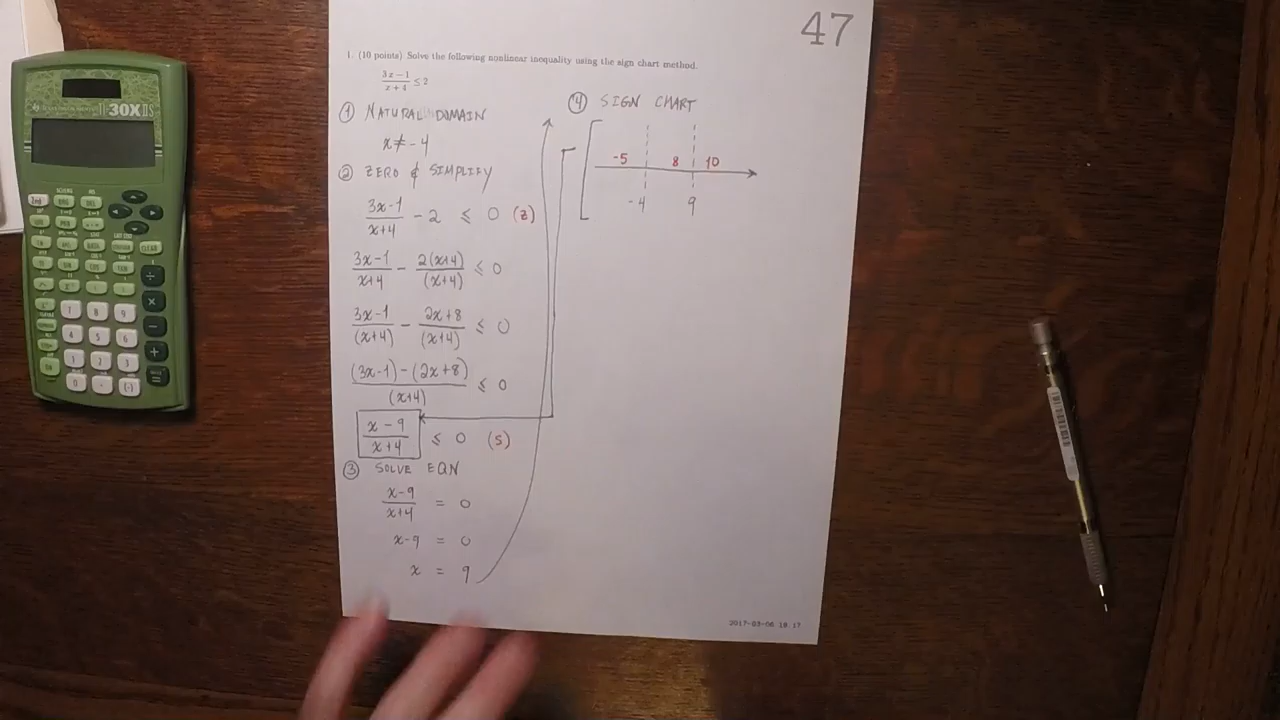 47
1. (10 points) Solve the following nonlinear inequality using the sign chart method.
(3x−1)/(x+4) ≤ 2
① NATURAL DOMAIN
x ≠ -4
② ZERO & SIMPLIFY
(3x-1)/(x+4) - 2 ≤ 0 (Z)
(3x-1)/(x+4) - 2(x+4)/(x+4) ≤ 0
(3x-1)/(x+4) - (2x+8)/(x+4) ≤ 0
((3x-1)-(2x+8))/(x+4) ≤ 0
(x-9)/(x+4) ≤ 0 (S)
③ SOLVE EQN
(x-9)/(x+4) = 0
x-9 = 0
x = 9
④ SIGN CHART
-5 8 10
-4 9
2017-03-06 18:17
TI-30X IIS